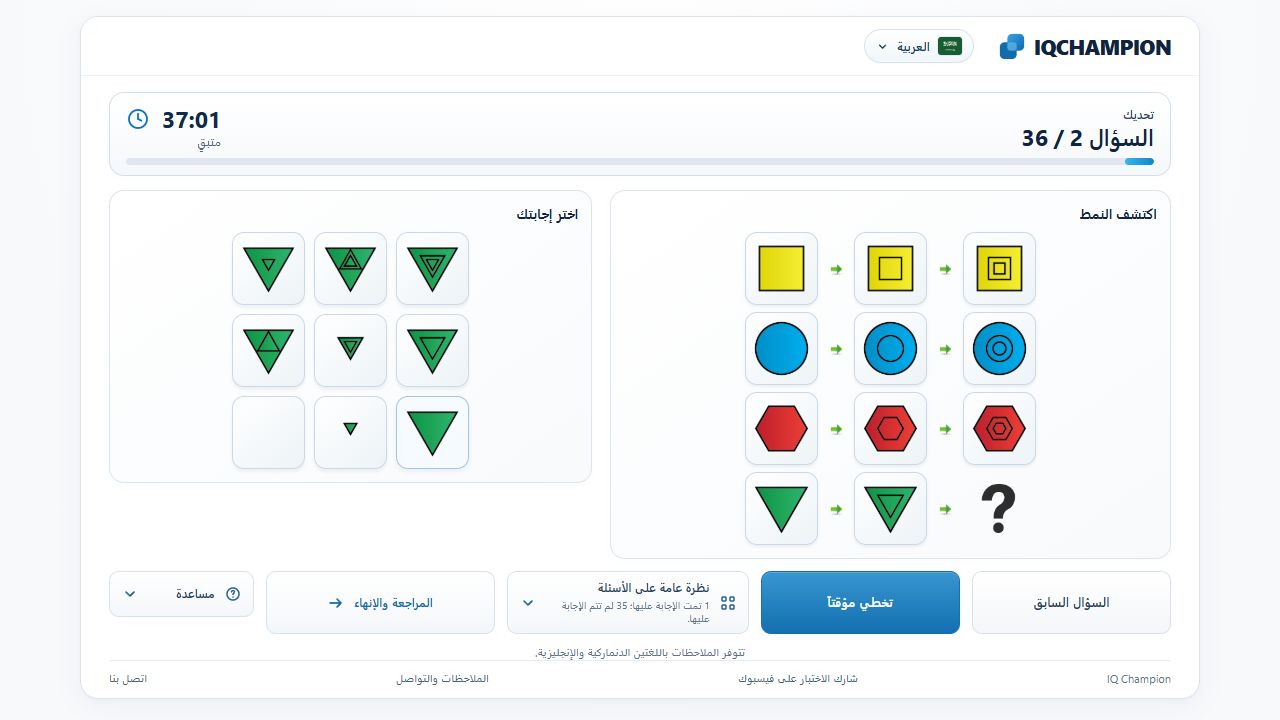 IQCHAMPION
العربية
تحديك
السؤال 2 / 36
37:01
متبقٍ
اكتشف النمط
?
اختر إجابتك
السؤال السابق
تخطي مؤقتاً
نظرة عامة على الأسئلة
1 تمت الإجابة عليها؛ 35 لم تتم الإجابة
عليها.
المراجعة والإنهاء
مساعدة
تتوفر الملاحظات باللغتين الدنماركية والإنجليزية.
IQ Champion
شارك الاختبار على فيسبوك
الملاحظات والتواصل
اتصل بنا